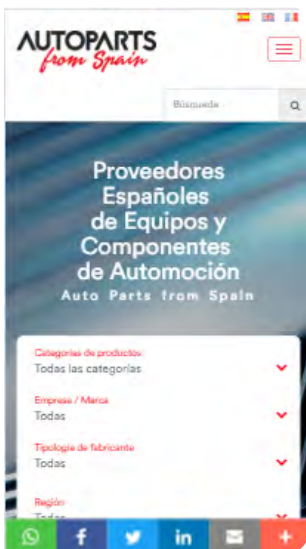 AUTOPARTS
from Spain
Búsqueda
Proveedores
Españoles
de Equipos y
Componentes
de Automoción
Auto Parts from Spain
Categorías de productos
Todas las categorías
Empresa / Marca
Todas
Tipología de fabricante
Todas
Región
Todas